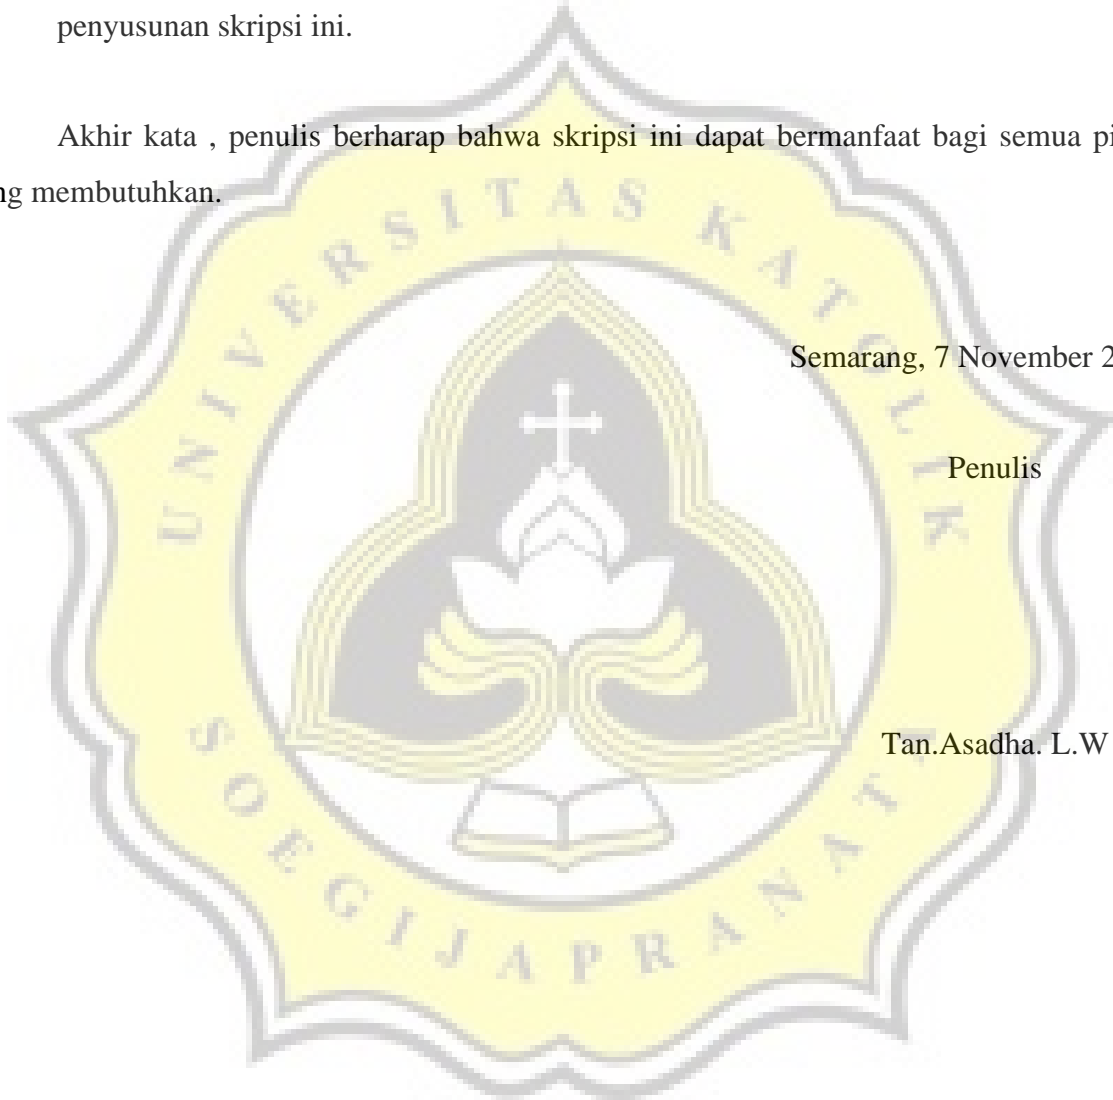 penyusunan skripsi ini.
Akhir kata , penulis berharap bahwa skripsi ini dapat bermanfaat bagi semua pi
ng membutuhkan.
Semarang, 7 November 2
Penulis
Tan.Asadha. L.W
UNIVERSITAS KATOLIK
SOEGIJAPRANATA